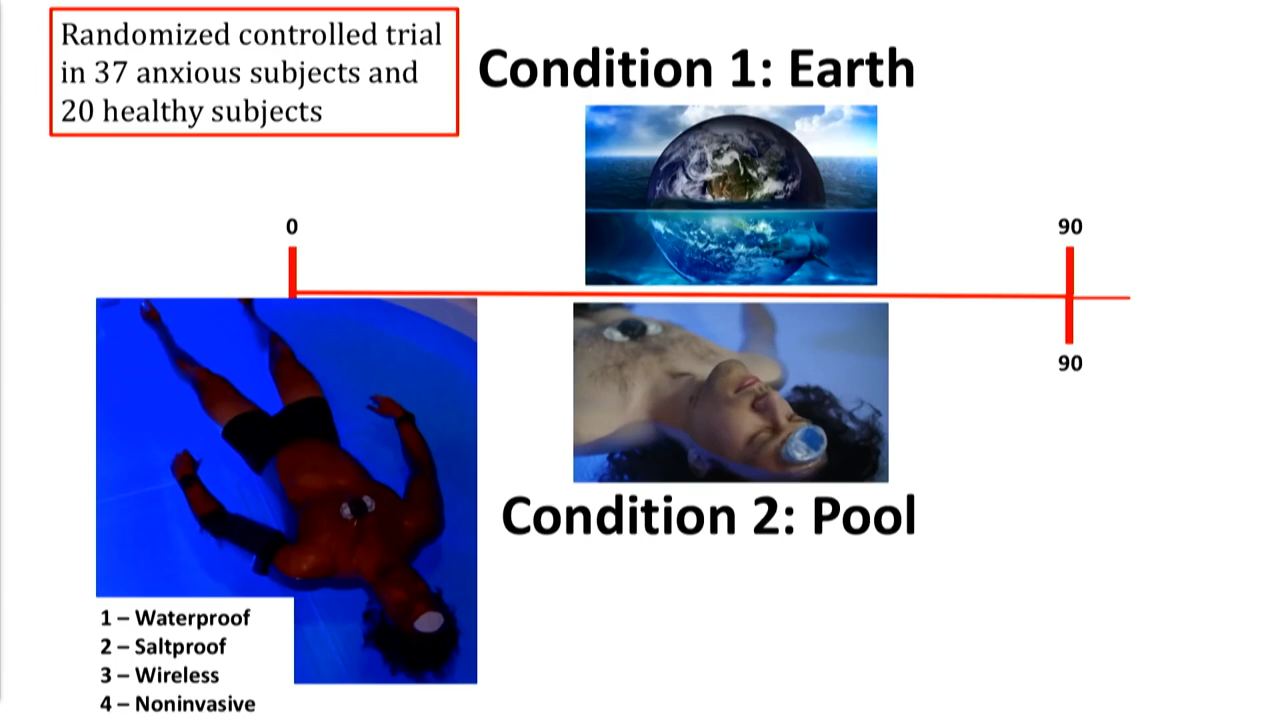 Randomized controlled trial
in 37 anxious subjects and
20 healthy subjects
Condition 1: Earth
0
90
90
Condition 2: Pool
1 – Waterproof
2 – Saltproof
3 – Wireless
4 – Noninvasive